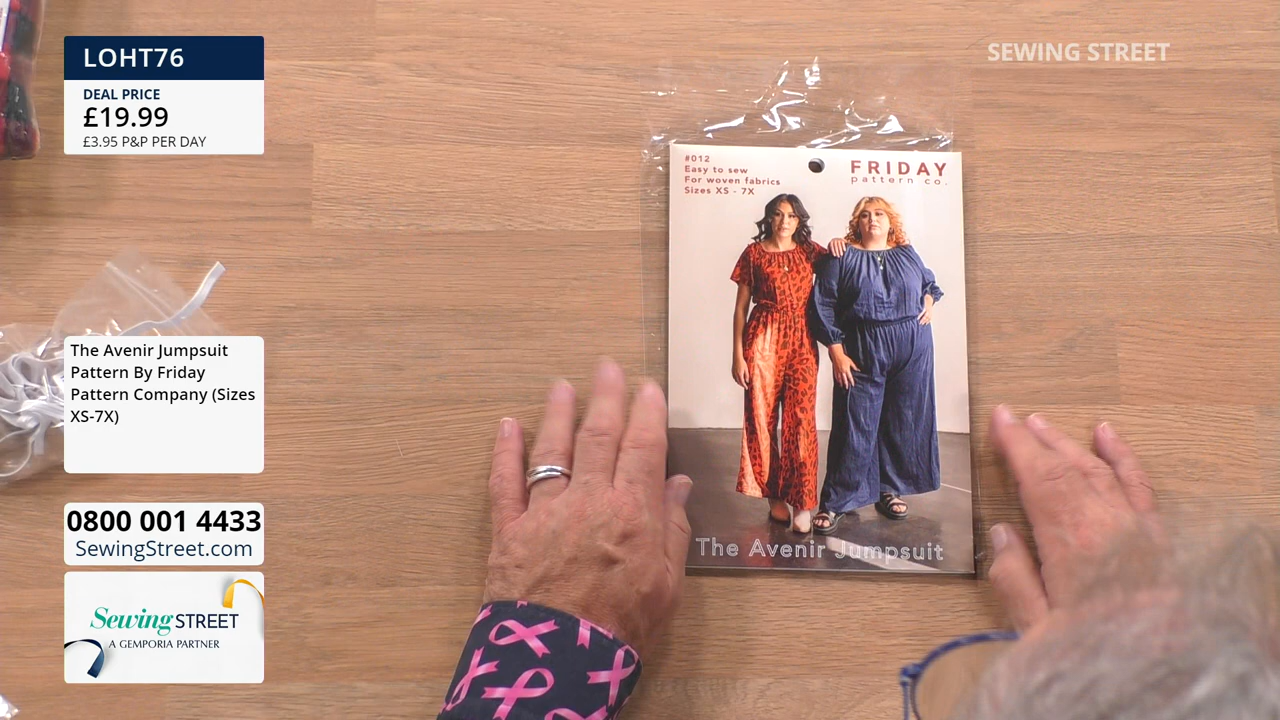 LOHT76
DEAL PRICE
£19.99
£3.95 P&P PER DAY
The Avenir Jumpsuit
Pattern By Friday
Pattern Company (Sizes
XS-7X)
0800 001 4433
SewingStreet.com
Sewing STREET
A GEMPORIA PARTNER
SEWING STREET
#012
Easy to sew
For woven fabrics
Sizes XS - 7X
FRIDAY
pattern co.
The Avenir Jumpsuit